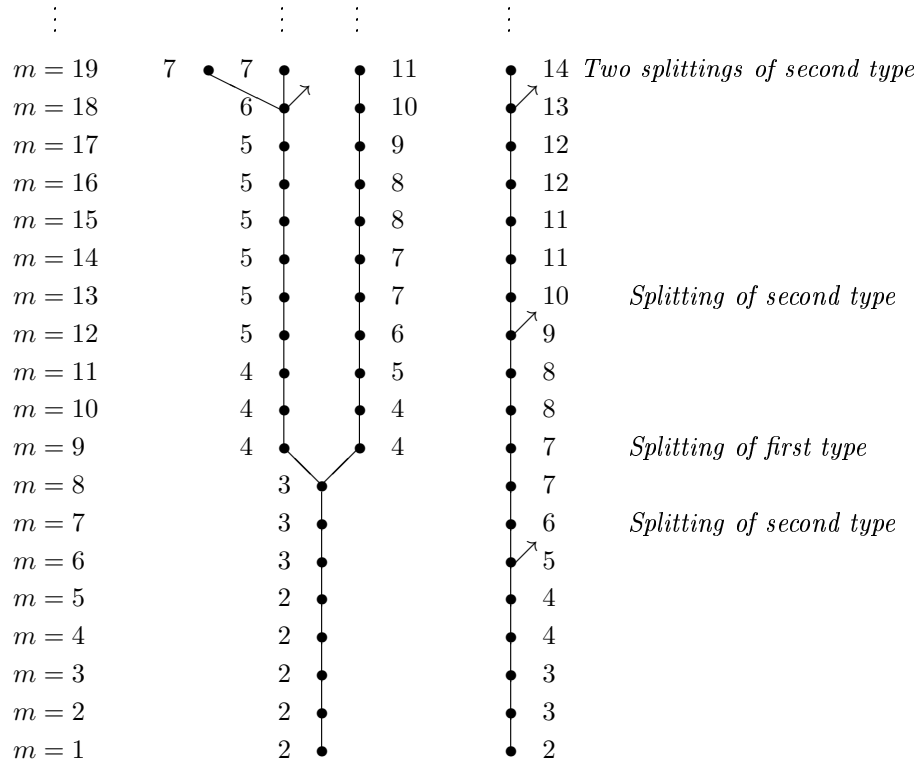 ⋮ ⋮ ⋮ ⋮
m = 19 7 7 11 14 Two splittings of second type
m = 18 6 10 13
m = 17 5 9 12
m = 16 5 8 12
m = 15 5 8 11
m = 14 5 7 11
m = 13 5 7 10 Splitting of second type
m = 12 5 6 9
m = 11 4 5 8
m = 10 4 4 8
m = 9 4 4 7 Splitting of first type
m = 8 3 7
m = 7 3 6 Splitting of second type
m = 6 3 5
m = 5 2 4
m = 4 2 4
m = 3 2 3
m = 2 2 3
m = 1 2 2